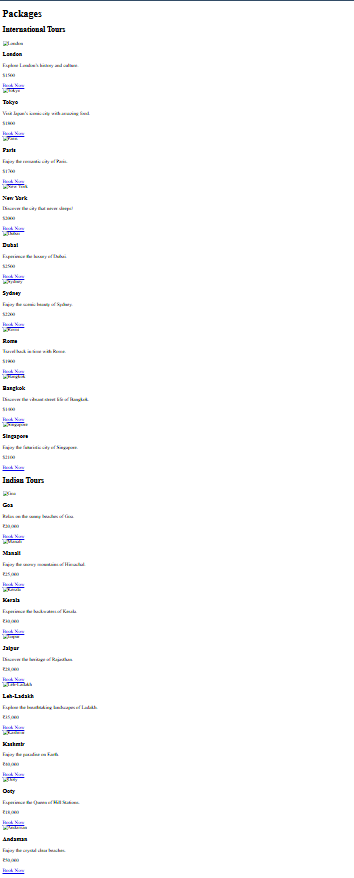 Packages
International Tours
London
London
Explore London's history and culture.
$1500
Book Now
Tokyo
Tokyo
Visit Japan's iconic city with amazing food.
$1800
Book Now
Paris
Paris
Enjoy the romantic city of Paris.
$1700
Book Now
New York
New York
Discover the city that never sleeps!
$2000
Book Now
Dubai
Dubai
Experience the luxury of Dubai.
$2500
Book Now
Sydney
Sydney
Enjoy the scenic beauty of Sydney.
$2200
Book Now
Rome
Rome
Travel back in time with Rome.
$1900
Book Now
Bangkok
Bangkok
Discover the vibrant street life of Bangkok.
$1400
Book Now
Singapore
Singapore
Enjoy the futuristic city of Singapore.
$2100
Book Now
Indian Tours
Goa
Goa
Relax on the sunny beaches of Goa.
₹20,000
Book Now
Manali
Manali
Enjoy the snowy mountains of Himachal.
₹25,000
Book Now
Kerala
Kerala
Experience the backwaters of Kerala.
₹30,000
Book Now
Jaipur
Jaipur
Discover the heritage of Rajasthan.
Book Now
Leh-Ladakh
Leh-Ladakh
Explore the breathtaking landscapes of Ladakh.
₹35,000
Book Now
Kashmir
Kashmir
Enjoy the paradise on Earth.
Book Now
Ooty
Ooty
Experience the Queen of Hill Stations.
Book Now
Andaman
Andaman
Enjoy the crystal clear beaches.
Book Now